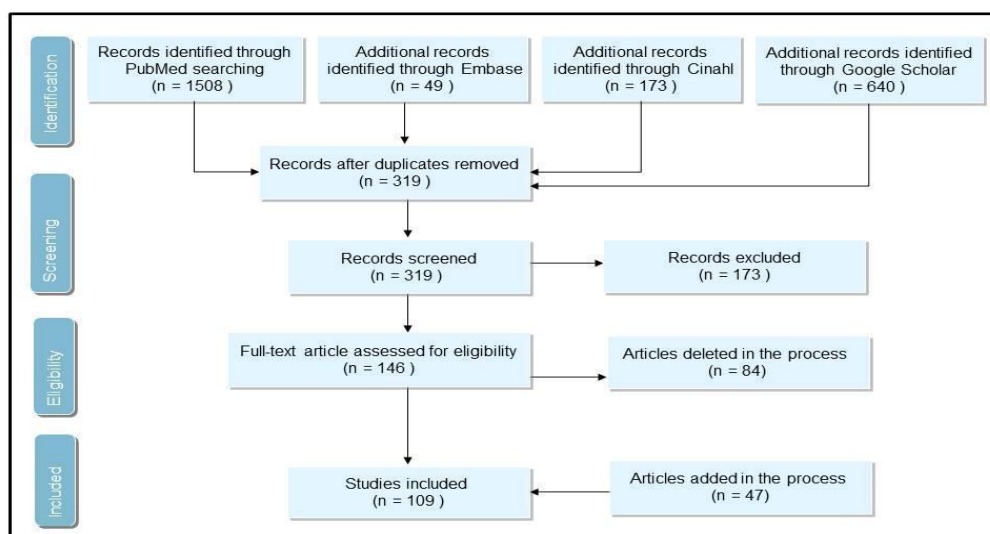 Identification
Records identified through
PubMed searching
(n = 1508 )
Additional records
identified through Embase
(n = 49 )
Additional records
identified through Cinahl
(n = 173 )
Additional records identified
through Google Scholar
(n = 640 )
Records after duplicates removed
(n = 319 )
Screening
Records screened
(n = 319 )
Records excluded
(n = 173 )
Eligibility
Full-text article assessed for eligibility
(n = 146 )
Articles deleted in the process
(n = 84)
Included
Studies included
(n = 109 )
Articles added in the process
(n = 47)